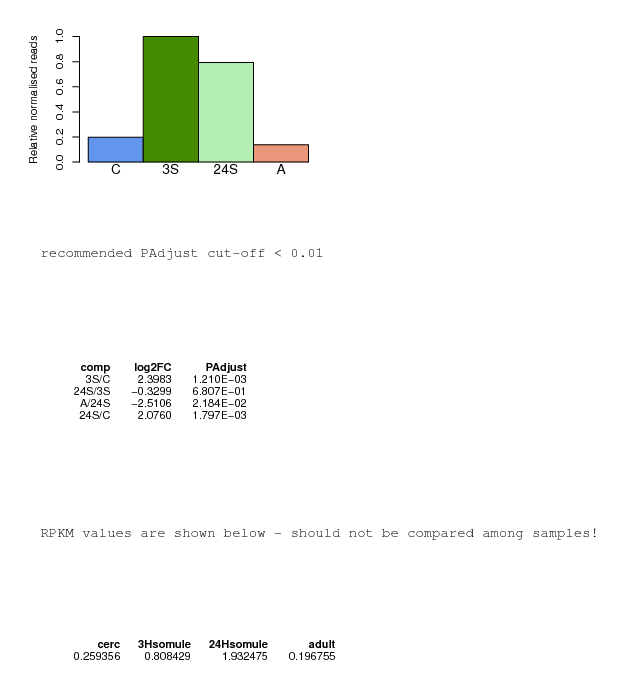 Relative normalised reads
1.0
0.8
0.6
0.4
0.2
0.0
C 3S 24S A
recommended PAdjust cut-off < 0.01
comp log2FC PAdjust
3S/C 2.3983 1.210E−03
24S/3S −0.3299 6.807E−01
A/24S −2.5106 2.184E−02
24S/C 2.0760 1.797E−03
RPKM values are shown below - should not be compared among samples!
cerc 3Hsomule 24Hsomule adult
0.259356 0.808429 1.932475 0.196755